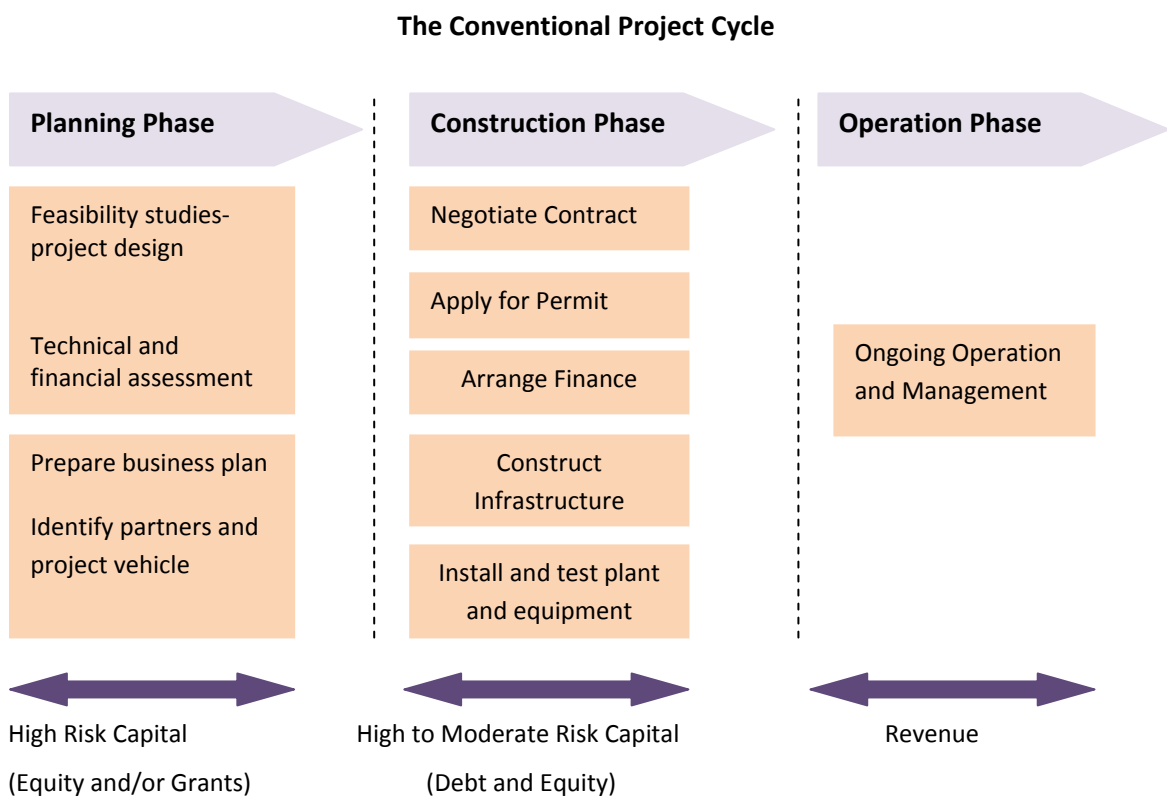 The Conventional Project Cycle
Planning Phase
Feasibility studies-
project design
Technical and
financial assessment
Prepare business plan
Identify partners and
project vehicle
High Risk Capital
(Equity and/or Grants)
Construction Phase
Negotiate Contract
Apply for Permit
Arrange Finance
Construct
Infrastructure
Install and test plant
and equipment
High to Moderate Risk Capital
(Debt and Equity)
Operation Phase
Ongoing Operation
and Management
Revenue